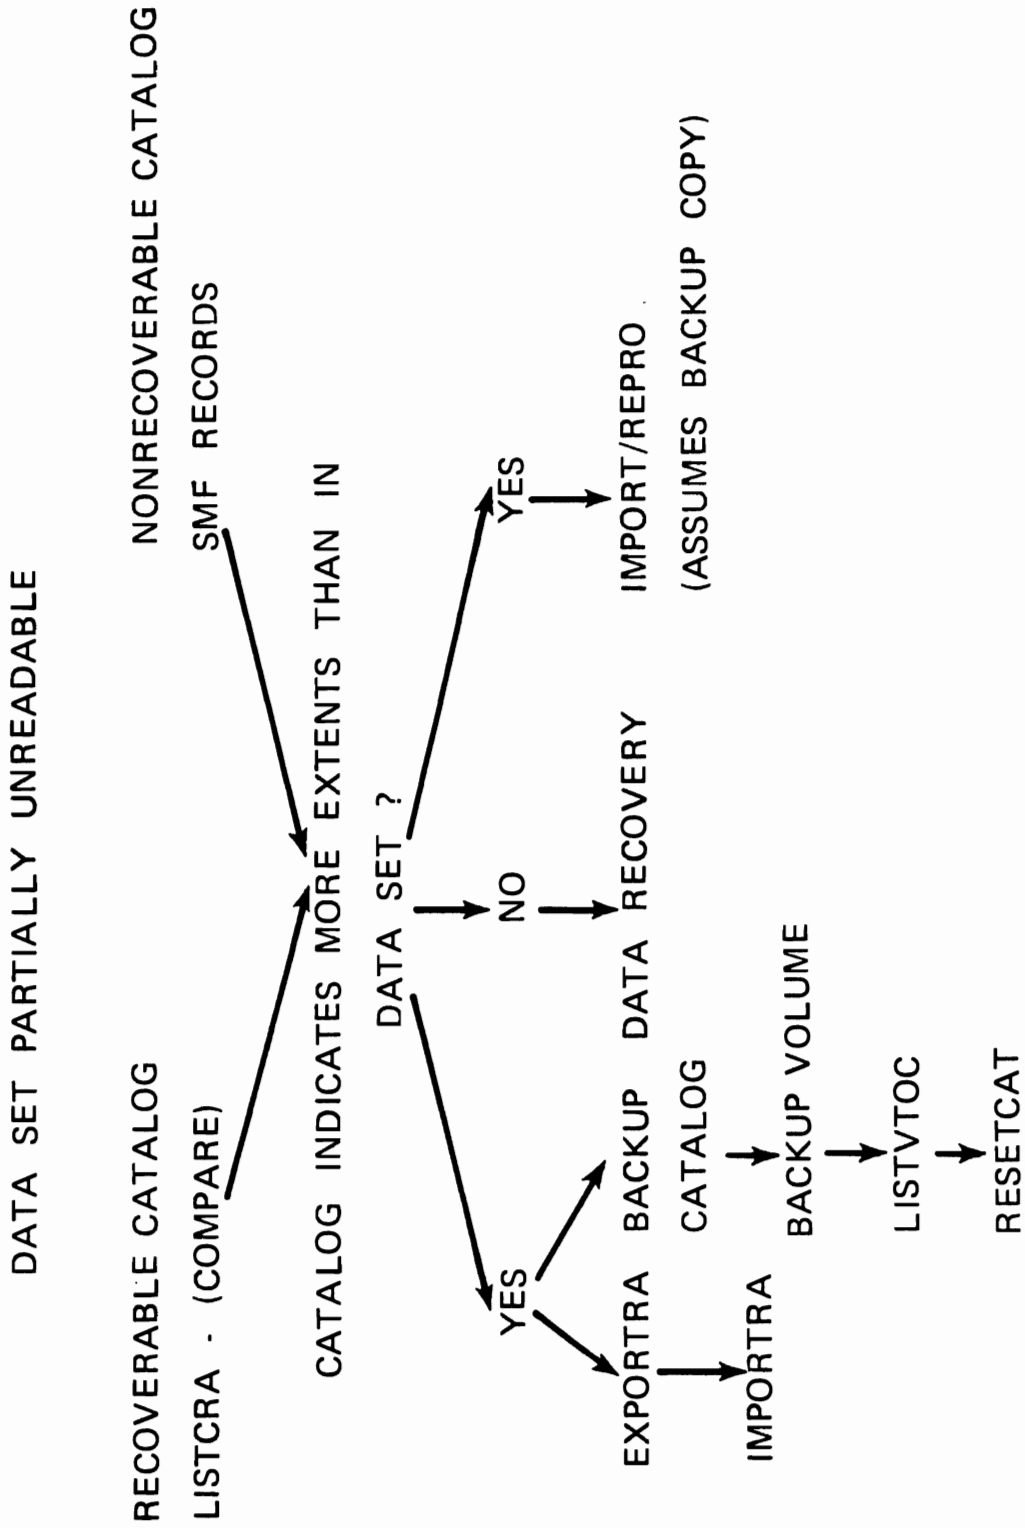 DATA SET PARTIALLY UNREADABLE
RECOVERABLE CATALOG
NONRECOVERABLE CATALOG
LISTCRA - (COMPARE)
SMF RECORDS
CATALOG INDICATES MORE EXTENTS THAN IN
DATA SET ?
YES
NO
YES
EXPORTRA
BACKUP
DATA RECOVERY
IMPORT/REPRO
CATALOG
(ASSUMES BACKUP COPY)
IMPORTRA
BACKUP VOLUME
LISTVTOC
RESETCAT